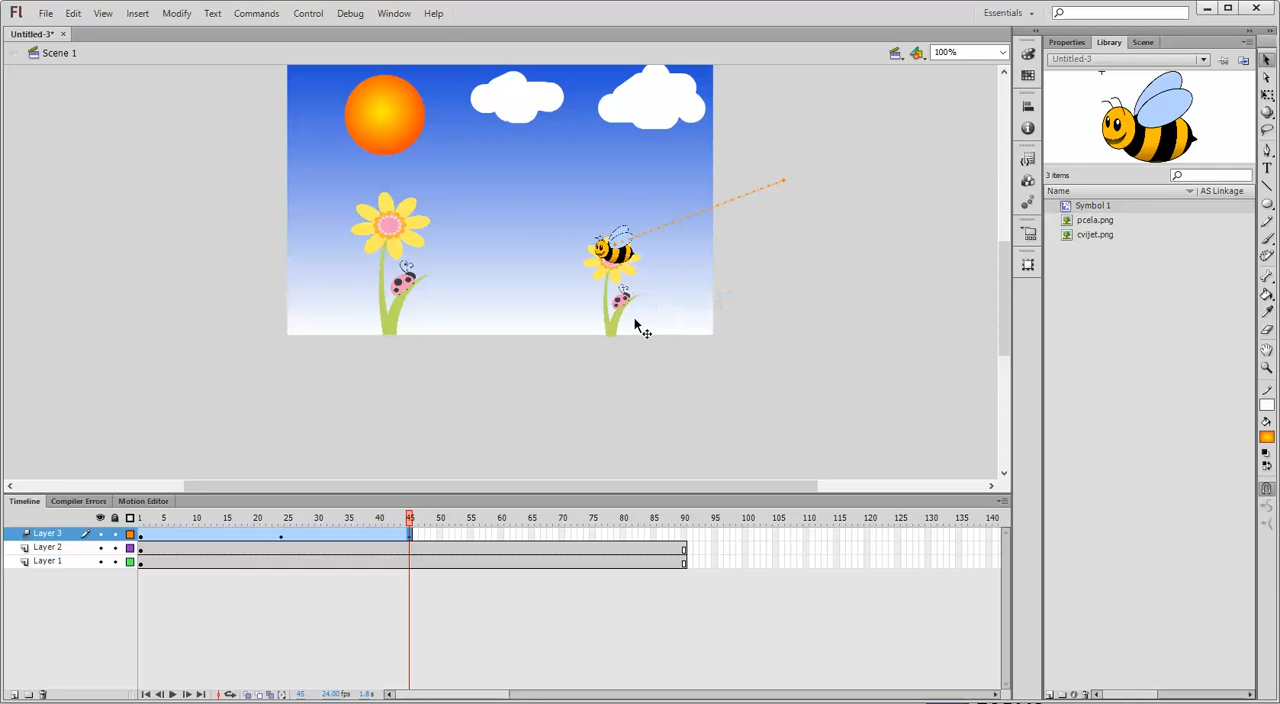 Fl File Edit View Insert Modify Text Commands Control Debug Window Help Essentials
Untitled-3* ×
Scene 1 100%
Properties Library Scene
Untitled-3
3 items
Name AS Linkage
Symbol 1
pcela.png
cvijet.png
Timeline Compiler Errors Motion Editor
1 5 10 15 20 25 30 35 40 45 50 55 60 65 70 75 80 85 90 95 100 105 110 115 120 125 130 135 140
Layer 3
Layer 2
Layer 1
45 24.00 fps 1.8 s